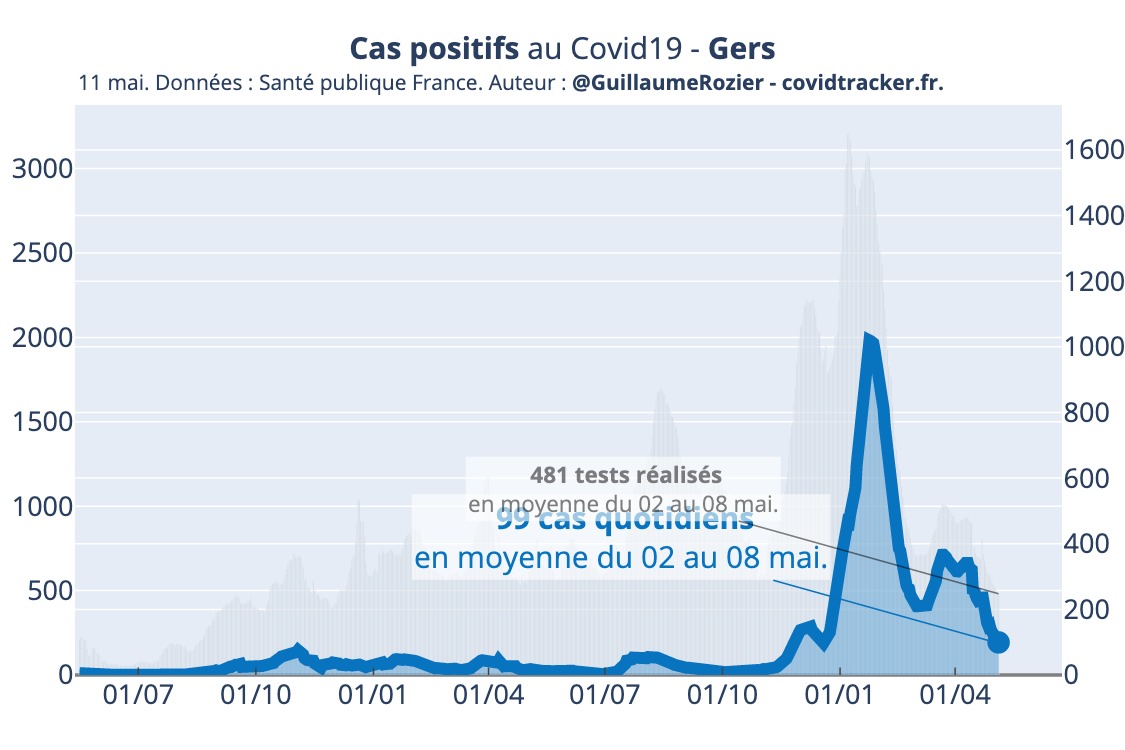 Cas positifs au Covid19 - Gers
11 mai. Données : Santé publique France. Auteur : @GuillaumeRozier - covidtracker.fr.
3000
2500
2000
1500
1000
500
0
1600
1400
1200
1000
800
600
400
200
0
481 tests réalisés
en moyenne du 02 au 08 mai.
99 cas quotidiens
en moyenne du 02 au 08 mai.
01/07 01/10 01/01 01/04 01/07 01/10 01/01 01/04